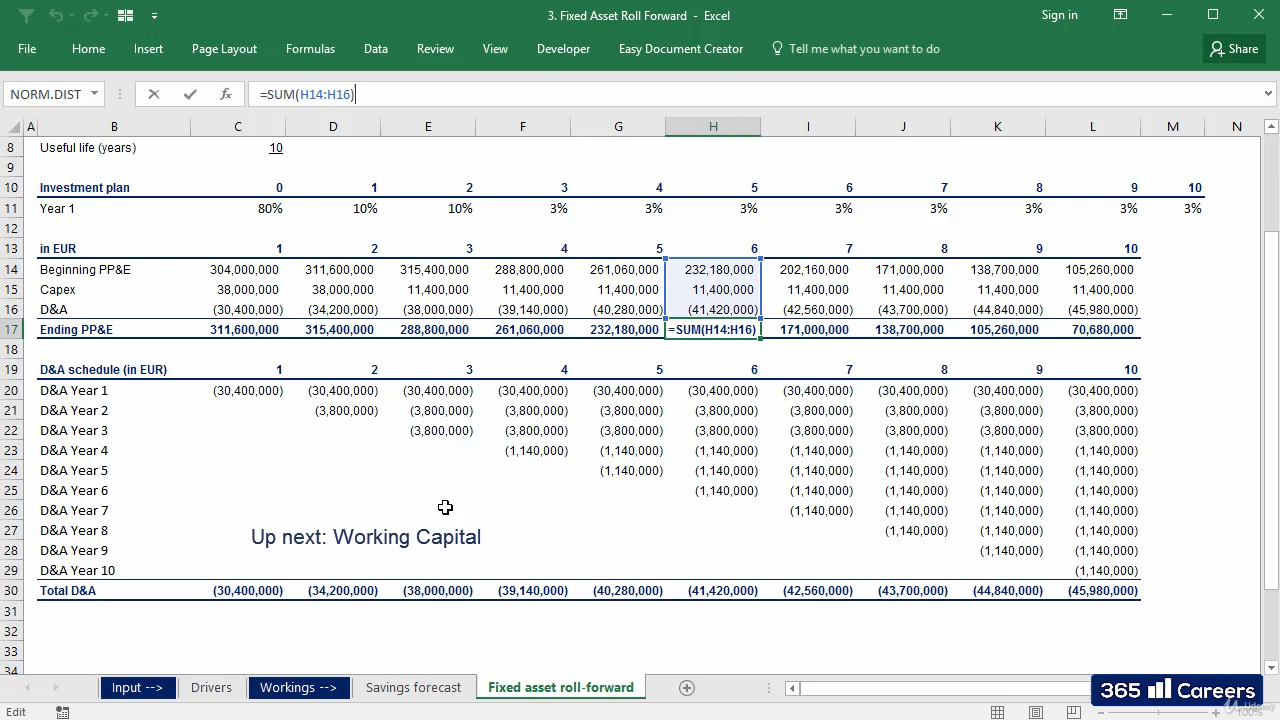 3. Fixed Asset Roll Forward - Excel
Sign in
File Home Insert Page Layout Formulas Data Review View Developer Easy Document Creator Tell me what you want to do Share
NORM.DIST fx =SUM(H14:H16)
A B C D E F G H I J K L M N
8 Useful life (years) 10
9
10 Investment plan 0 1 2 3 4 5 6 7 8 9 10
11 Year 1 80% 10% 10% 3% 3% 3% 3% 3% 3% 3% 3%
12
13 in EUR 1 2 3 4 5 6 7 8 9 10
14 Beginning PP&E 304,000,000 311,600,000 315,400,000 288,800,000 261,060,000 232,180,000 202,160,000 171,000,000 138,700,000 105,260,000
15 Capex 38,000,000 38,000,000 11,400,000 11,400,000 11,400,000 11,400,000 11,400,000 11,400,000 11,400,000 11,400,000
16 D&A (30,400,000) (34,200,000) (38,000,000) (39,140,000) (40,280,000) (41,420,000) (42,560,000) (43,700,000) (44,840,000) (45,980,000)
17 Ending PP&E 311,600,000 315,400,000 288,800,000 261,060,000 232,180,000 =SUM(H14:H16) 171,000,000 138,700,000 105,260,000 70,680,000
18
19 D&A schedule (in EUR) 1 2 3 4 5 6 7 8 9 10
20 D&A Year 1 (30,400,000) (30,400,000) (30,400,000) (30,400,000) (30,400,000) (30,400,000) (30,400,000) (30,400,000) (30,400,000) (30,400,000)
21 D&A Year 2 (3,800,000) (3,800,000) (3,800,000) (3,800,000) (3,800,000) (3,800,000) (3,800,000) (3,800,000) (3,800,000)
22 D&A Year 3 (3,800,000) (3,800,000) (3,800,000) (3,800,000) (3,800,000) (3,800,000) (3,800,000) (3,800,000)
23 D&A Year 4 (1,140,000) (1,140,000) (1,140,000) (1,140,000) (1,140,000) (1,140,000) (1,140,000)
24 D&A Year 5 (1,140,000) (1,140,000) (1,140,000) (1,140,000) (1,140,000) (1,140,000)
25 D&A Year 6 (1,140,000) (1,140,000) (1,140,000) (1,140,000) (1,140,000)
26 D&A Year 7 (1,140,000) (1,140,000) (1,140,000) (1,140,000)
27 D&A Year 8 (1,140,000) (1,140,000) (1,140,000)
Up next: Working Capital
28 D&A Year 9 (1,140,000) (1,140,000)
29 D&A Year 10 (1,140,000)
30 Total D&A (30,400,000) (34,200,000) (38,000,000) (39,140,000) (40,280,000) (41,420,000) (42,560,000) (43,700,000) (44,840,000) (45,980,000)
31
32
33
34
Input --> Drivers Workings --> Savings forecast Fixed asset roll-forward
365 Careers
Edit 100%
Udemy